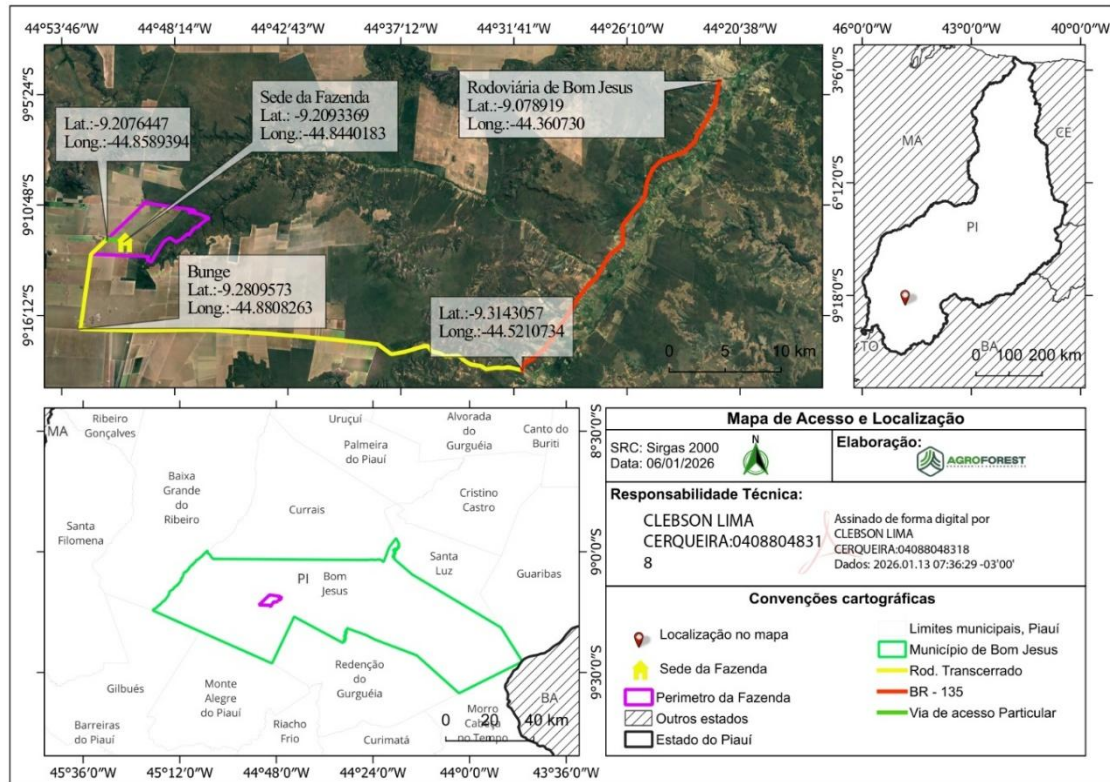 44°53′46″W
44°48′14″W
44°42′43″W
44°37′12″W
44°31′41″W
44°26′10″W
44°20′38″W
9°5′24″S
9°10′48″S
9°16′12″S
Lat.:-9.2076447
Long.:-44.8589394
Sede da Fazenda
Lat.: -9.2093369
Long.:-44.8440183
Rodoviária de Bom Jesus
Lat.:-9.078919
Long.:-44.360730
Bunge
Lat.-9.2809573
Long.-44.8808263
Lat.-9.3143057
Long.-44.5210734
0 5 10 km
46°0′0″W
43°0′0″W
40°0′0″W
3°6′0″S
6°12′0″S
9°18′0″S
MA
CE
PI
TO
BA
0 100 200 km
MA
Ribeiro
Gonçalves
Uruçuí
Alvorada
do
Gurguéia
Canto do
Buriti
Palmeira
do Piauí
Baixa
Grande
do
Ribeiro
Cristino
Castro
Currais
Santa
Filomena
Santa
Luz
PI
Bom
Jesus
Guaribas
Redenção
do
Gurguéia
Gilbués
Monte
Alegre
do Piauí
BA
Barreiras
do Piauí
Riacho
Frio
Curimatá
Morro
Cabeça
no Tempo
0 20 40 km
8°30′0″S
9°0′0″S
9°30′0″S
45°36′0″W
45°12′0″W
44°48′0″W
44°24′0″W
44°0′0″W
43°36′0″W
Mapa de Acesso e Localização
SRC: Sirgas 2000
Data: 06/01/2026
N
Elaboração:
AGROFOREST
Responsabilidade Técnica:
CLEBSON LIMA
CERQUEIRA:0408804831
8
Assinado de forma digital por
CLEBSON LIMA
CERQUEIRA:04088048318
Dados: 2026.01.13 07:36:29 -03'00'
Convenções cartográficas
Localização no mapa
Sede da Fazenda
Perimetro da Fazenda
Outros estados
Estado do Piauí
Limites municipais, Piauí
Município de Bom Jesus
Rod. Transcerrado
BR - 135
Via de acesso Particular